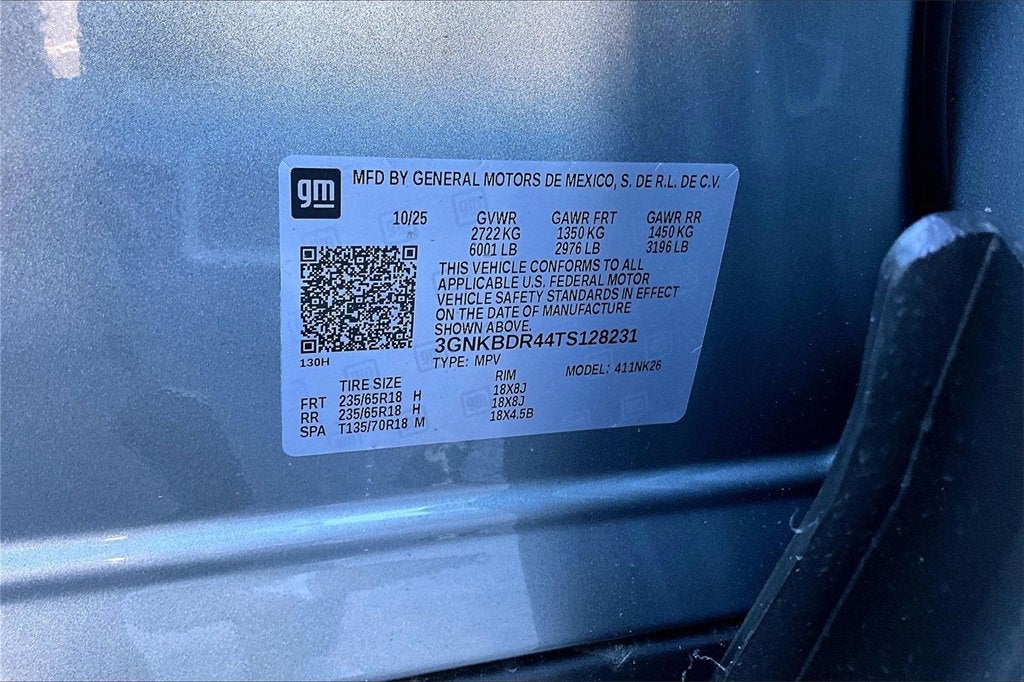 gm MFD BY GENERAL MOTORS DE MEXICO, S. DE R.L. DE C.V.
10/25 GVWR GAWR FRT GAWR RR
2722 KG 1350 KG 1450 KG
6001 LB 2976 LB 3196 LB
THIS VEHICLE CONFORMS TO ALL
APPLICABLE U.S. FEDERAL MOTOR
VEHICLE SAFETY STANDARDS IN EFFECT
ON THE DATE OF MANUFACTURE
SHOWN ABOVE.
3GNKBDR44TS128231
130H TYPE: MPV MODEL: 411NK26
TIRE SIZE RIM
FRT 235/65R18 H 18X8J
RR 235/65R18 H 18X8J
SPA T135/70R18 M 18X4.5B